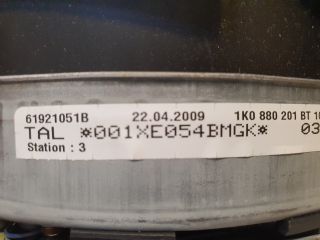 61921051B 22.04.2009 1K0 880 201 BT
TAL *001XE054BMGK* 03
Station : 3